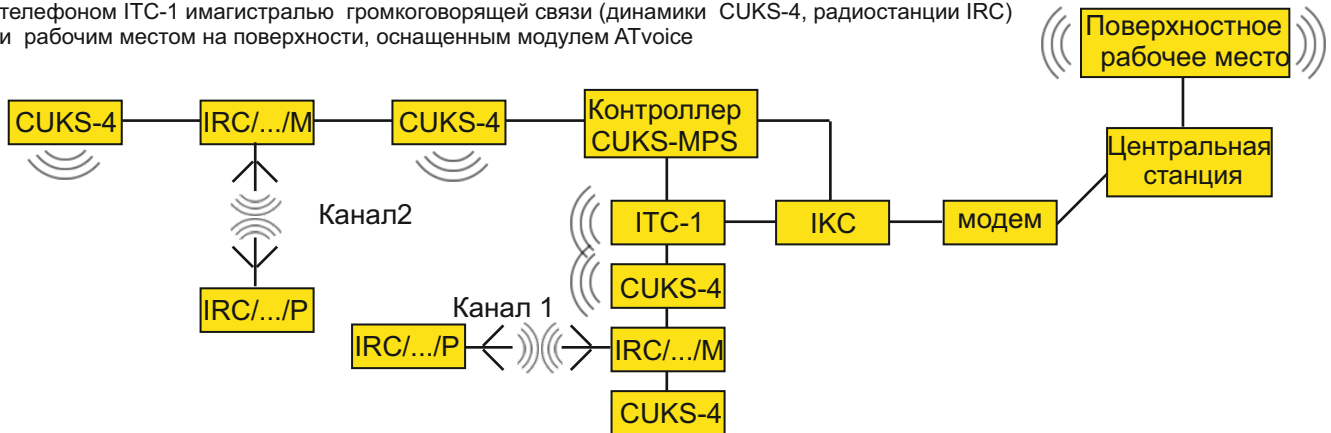 телефоном ITC-1 имагистралью громкоговорящей связи (динамики CUKS-4, радиостанции IRC)
и рабочим местом на поверхности, оснащенным модулем ATvoice
Поверхностное
рабочее место
CUKS-4
IRC/.../M
CUKS-4
Контроллер
CUKS-MPS
Центральная
станция
Канал2
ITC-1
IKC
модем
CUKS-4
IRC/.../P
Канал 1
IRC/.../P
IRC/.../M
CUKS-4